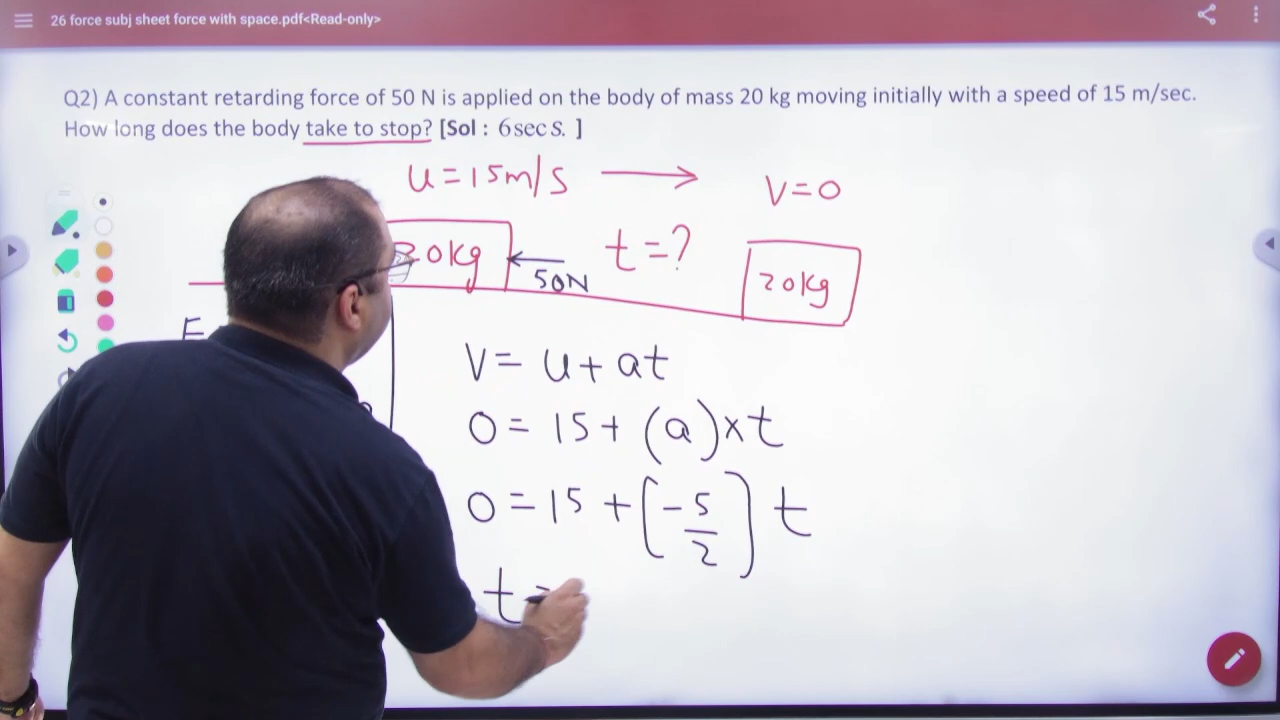 26 force subj sheet force with space.pdf<Read-only>
Q2) A constant retarding force of 50 N is applied on the body of mass 20 kg moving initially with a speed of 15 m/sec.
How long does the body take to stop? [Sol : 6secs. ]
u=15m/s → v=0
20kg ← 50N t=? 20kg
F
V= u+at
0= 15+ (a)×t
0=15+[-5/2] t
t=